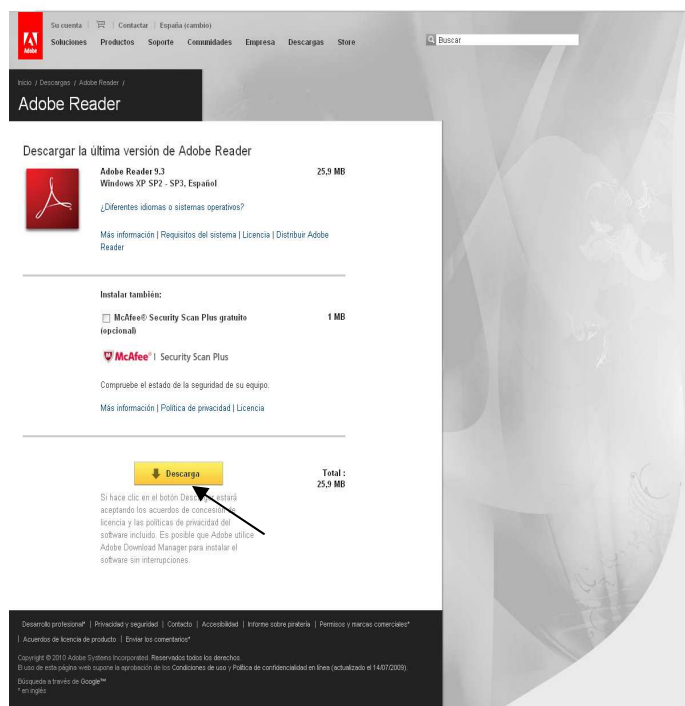 Su cuenta | | Contactar | España (cambio)
Soluciones Productos Soporte Comunidades Empresa Descargas Store
Buscar
Adobe
Inicio / Descargas / Adobe Reader /
Adobe Reader
Descargar la última versión de Adobe Reader
Adobe Reader 9.3 25,9 MB
Windows XP SP2 - SP3, Español
¿Diferentes idiomas o sistemas operativos?
Más información | Requisitos del sistema | Licencia | Distribuir Adobe
Reader
Instalar también:
McAfee® Security Scan Plus gratuito 1 MB
(opcional)
McAfee® | Security Scan Plus
Compruebe el estado de la seguridad de su equipo.
Más información | Política de privacidad | Licencia
Descarga Total :
25,9 MB
Si hace clic en el botón Descargar estará
aceptando los acuerdos de concesión de
licencia y las políticas de privacidad del
software incluido. Es posible que Adobe utilice
Adobe Download Manager para instalar el
software sin interrupciones.
Desarrollo profesional* | Privacidad y seguridad | Contacto | Accesibilidad | Informe sobre piratería | Permisos y marcas comerciales*
| Acuerdos de licencia de producto | Enviar los comentarios*
Copyright © 2010 Adobe Systems Incorporated. Reservados todos los derechos.
El uso de esta página web supone la aprobación de los Condiciones de uso y Política de confidencialidad en línea (actualizado el 14/07/2009).
Búsqueda a través de Google™
* en inglés